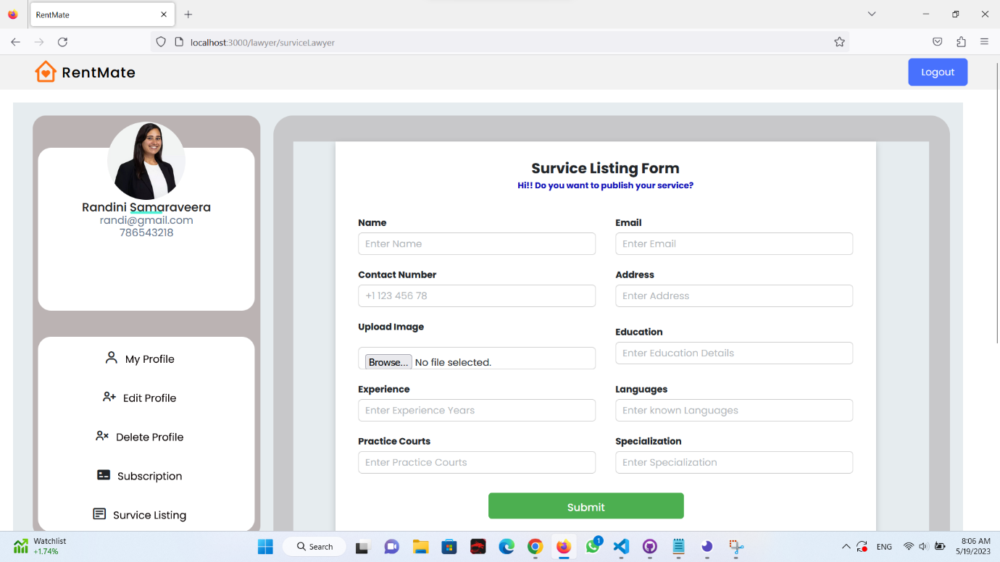 RentMate
localhost:3000/lawyer/surviceLawyer
RentMate
Logout
Randini Samaraveera
randi@gmail.com
786543218
My Profile
Edit Profile
Delete Profile
Subscription
Survice Listing
Survice Listing Form
Hi!! Do you want to publish your service?
Name
Enter Name
Email
Enter Email
Contact Number
+1 123 456 78
Address
Enter Address
Upload Image
Browse... No file selected.
Education
Enter Education Details
Experience
Enter Experience Years
Languages
Enter known Languages
Practice Courts
Enter Practice Courts
Specialization
Enter Specialization
Submit
Watchlist
+1.74%
Search
1
ENG
8:06 AM
5/19/2023